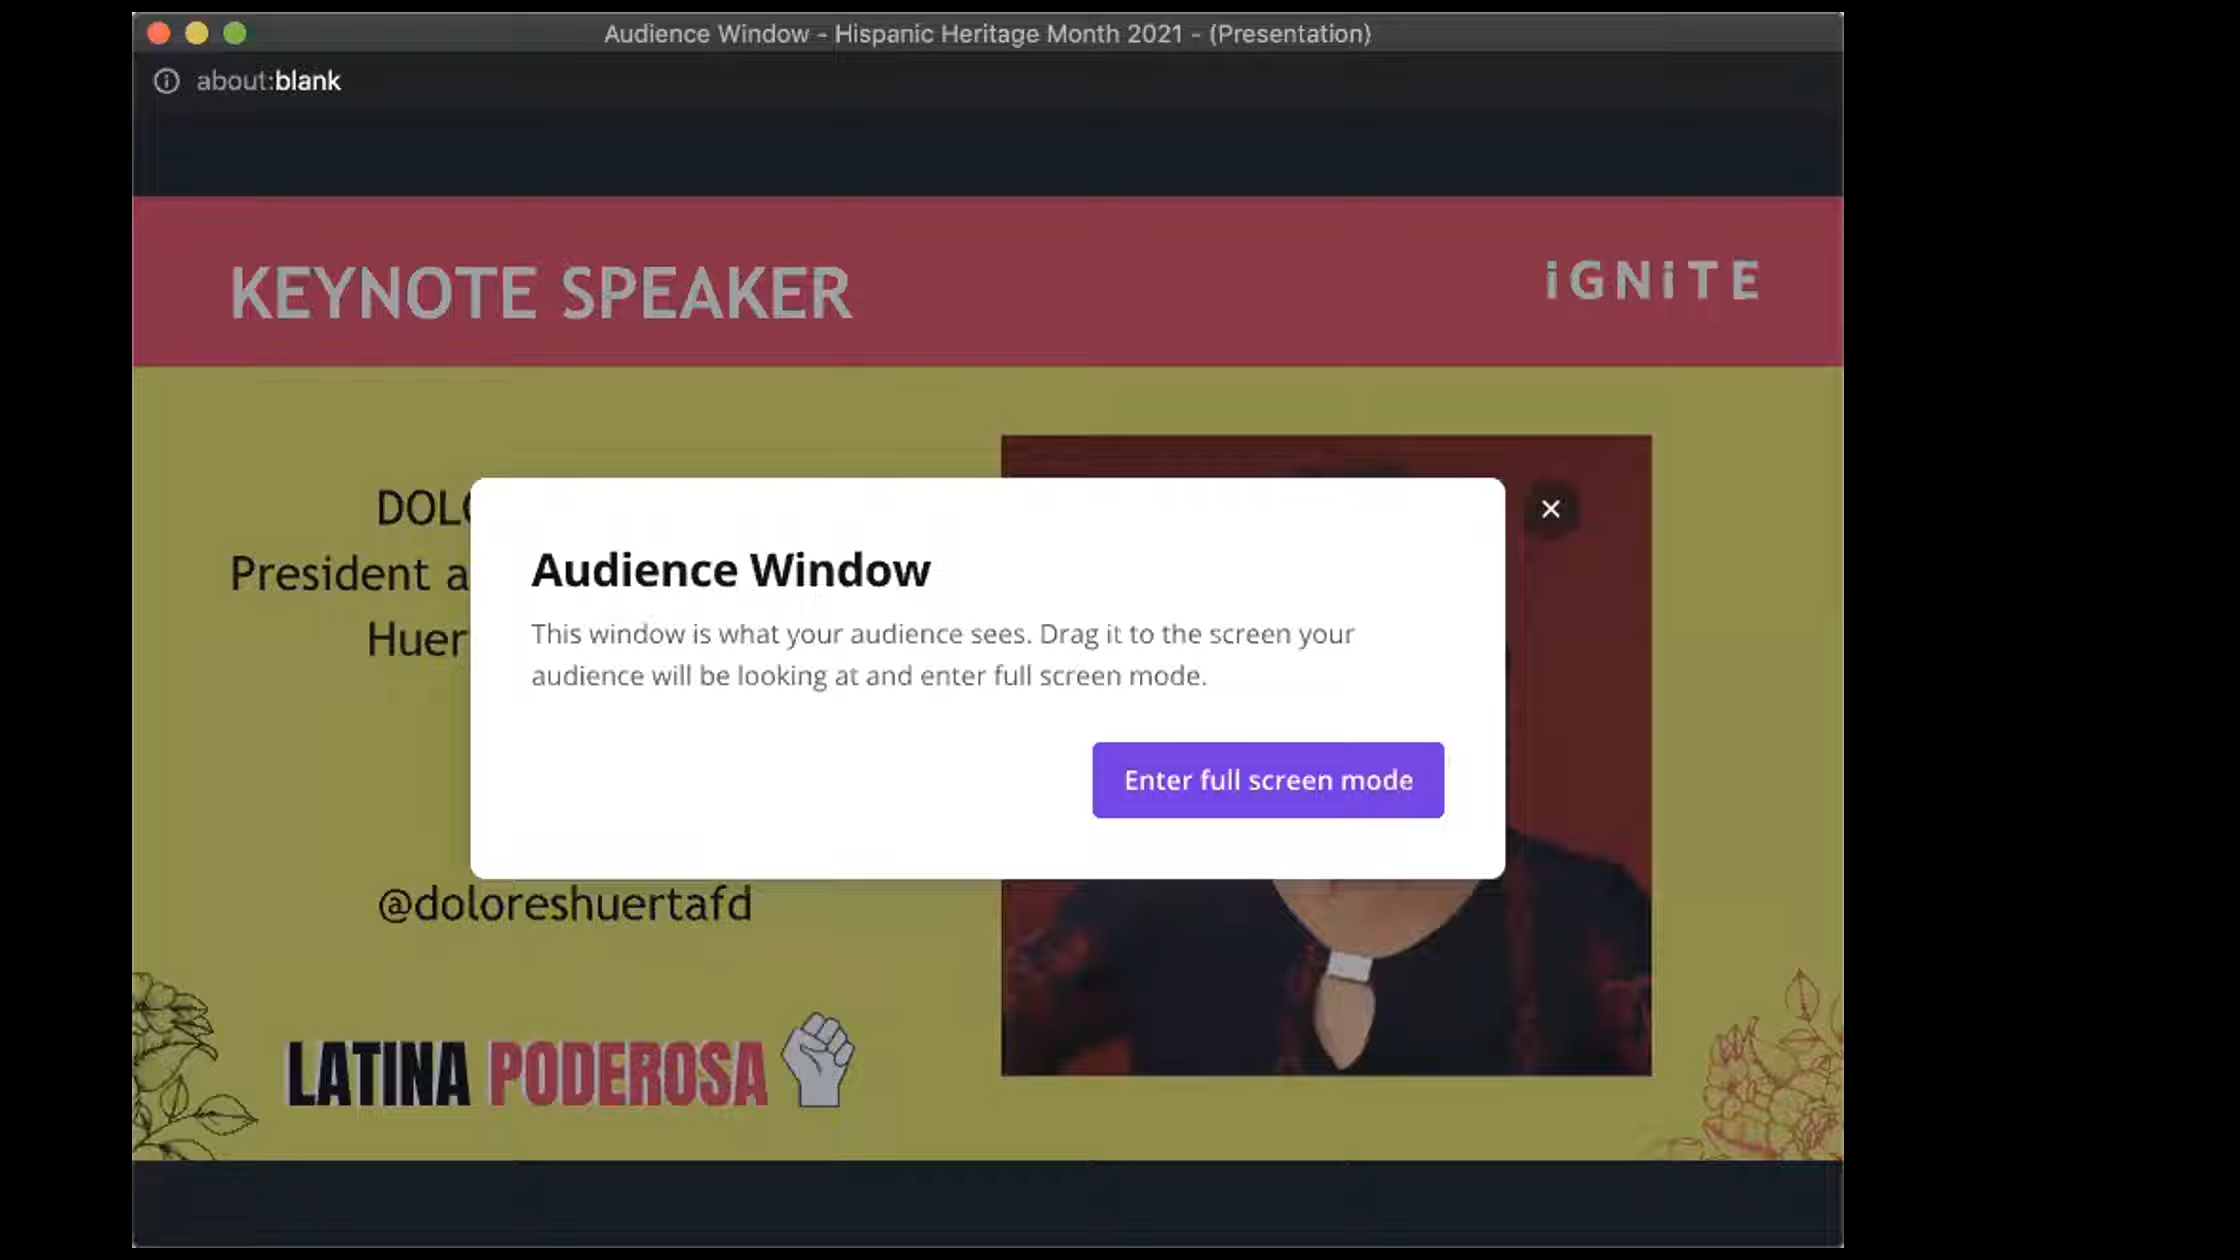 Audience Window - Hispanic Heritage Month 2021 - (Presentation)
about:blank
KEYNOTE SPEAKER
iGNiTE
President
Audience Window
This window is what your audience sees. Drag it to the screen your
audience will be looking at and enter full screen mode.
Enter full screen mode
@doloreshuertafd
LATINA PODEROSA